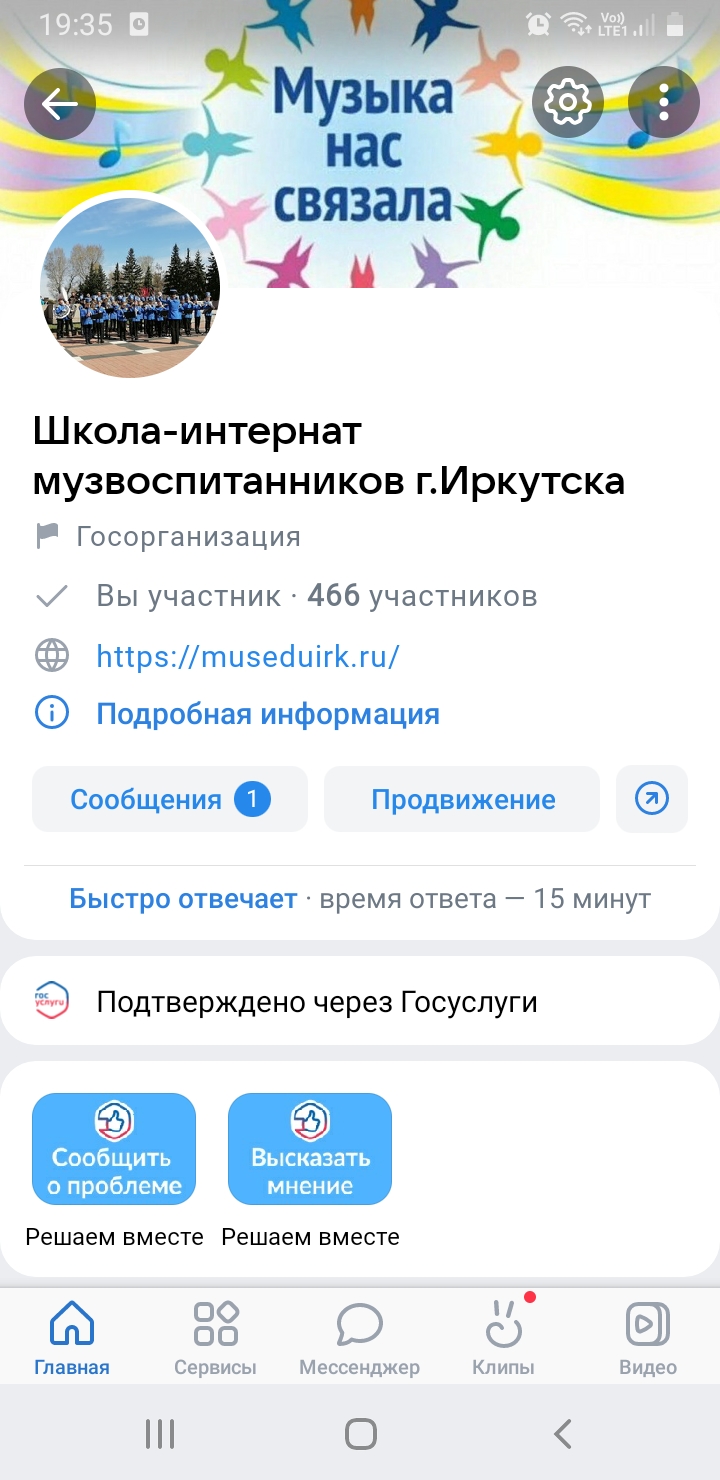 19:35
Vo))
LTE1
Музыка
нас
связала
Школа-интернат
музвоспитанников г.Иркутска
Госорганизация
Вы участник · 466 участников
https://museduirk.ru/
Подробная информация
Сообщения 1
Продвижение
Быстро отвечает · время ответа — 15 минут
гос
услуги
Подтверждено через Госуслуги
Сообщить
о проблеме
Высказать
мнение
Решаем вместе
Решаем вместе
Главная
Сервисы
Мессенджер
Клипы
Видео